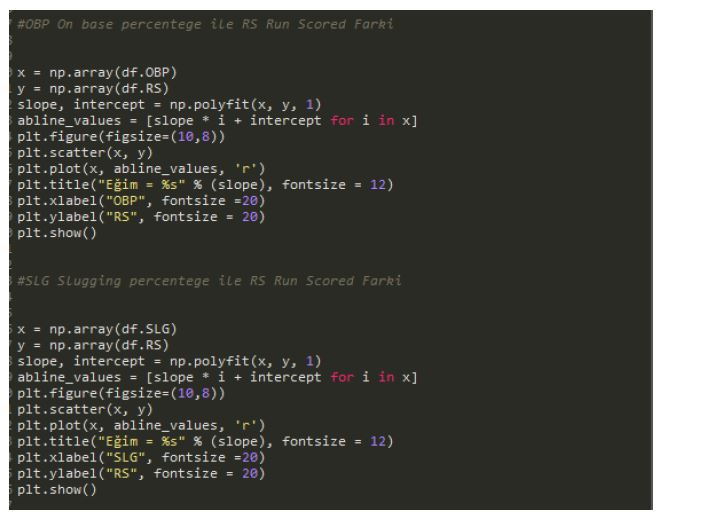 #OBP On base percentege ile RS Run Scored Farki
x = np.array(df.OBP)
y = np.array(df.RS)
slope, intercept = np.polyfit(x, y, 1)
abline_values = [slope * i + intercept for i in x]
plt.figure(figsize=(10,8))
plt.scatter(x, y)
plt.plot(x, abline_values, 'r')
plt.title("Eğim = %s" % (slope), fontsize = 12)
plt.xlabel("OBP", fontsize =20)
plt.ylabel("RS", fontsize = 20)
plt.show()
#SLG Slugging percentege ile RS Run Scored Farki
x = np.array(df.SLG)
y = np.array(df.RS)
slope, intercept = np.polyfit(x, y, 1)
abline_values = [slope * i + intercept for i in x]
plt.figure(figsize=(10,8))
plt.scatter(x, y)
plt.plot(x, abline_values, 'r')
plt.title("Eğim = %s" % (slope), fontsize = 12)
plt.xlabel("SLG", fontsize =20)
plt.ylabel("RS", fontsize = 20)
plt.show()